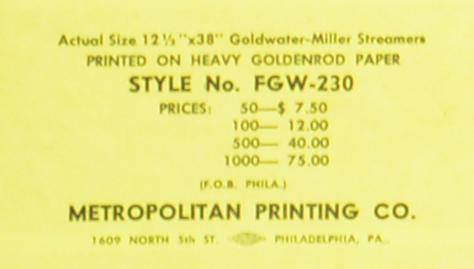 Actual Size 12½"x38" Goldwater-Miller Streamers
PRINTED ON HEAVY GOLDENROD PAPER
STYLE No. FGW-230
PRICES: 50—$ 7.50
100— 12.00
500— 40.00
1000— 75.00
(F.O.B. PHILA.)
METROPOLITAN PRINTING CO.
1609 NORTH 5th ST. PHILADELPHIA, PA.